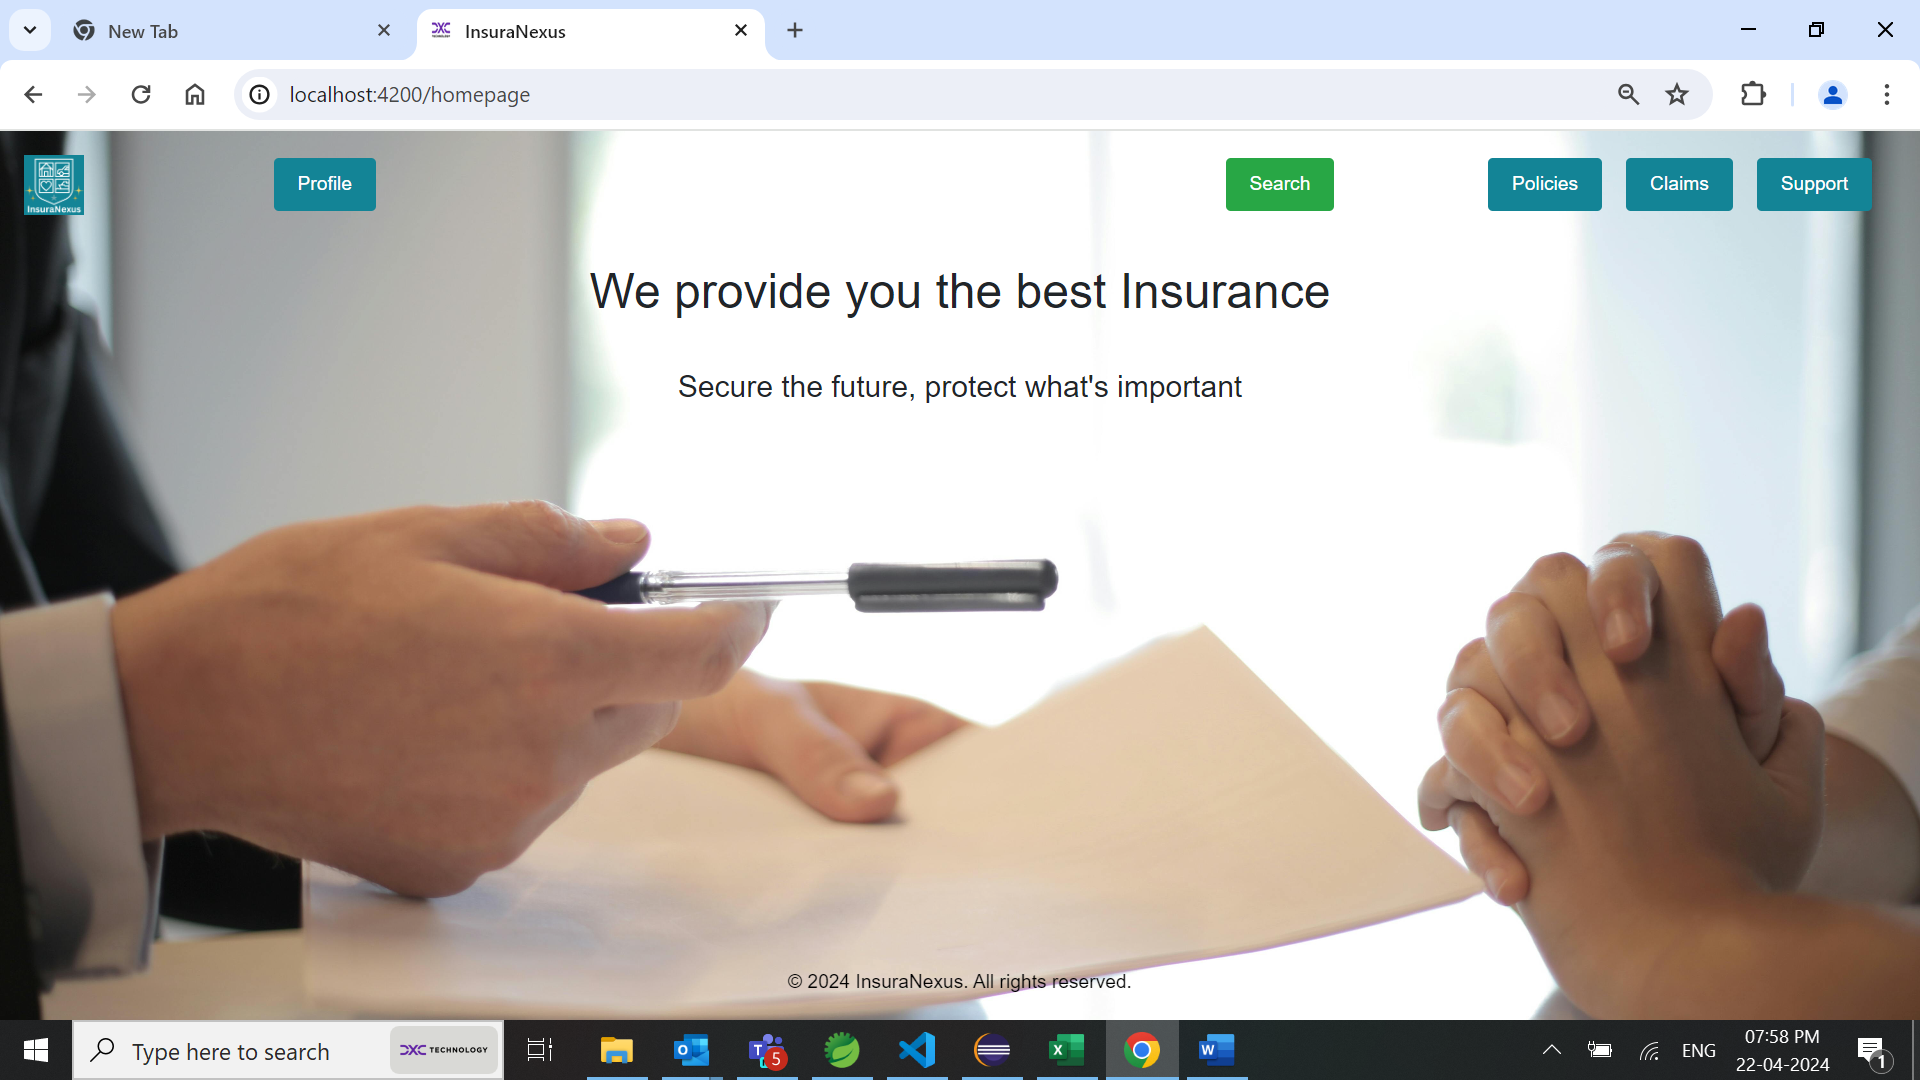 New Tab
InsuraNexus
localhost:4200/homepage
InsuraNexus
Profile
Search
Policies
Claims
Support
We provide you the best Insurance
Secure the future, protect what's important
© 2024 InsuraNexus. All rights reserved.
Type here to search
DXC TECHNOLOGY
5
ENG
07:58 PM
22-04-2024
1